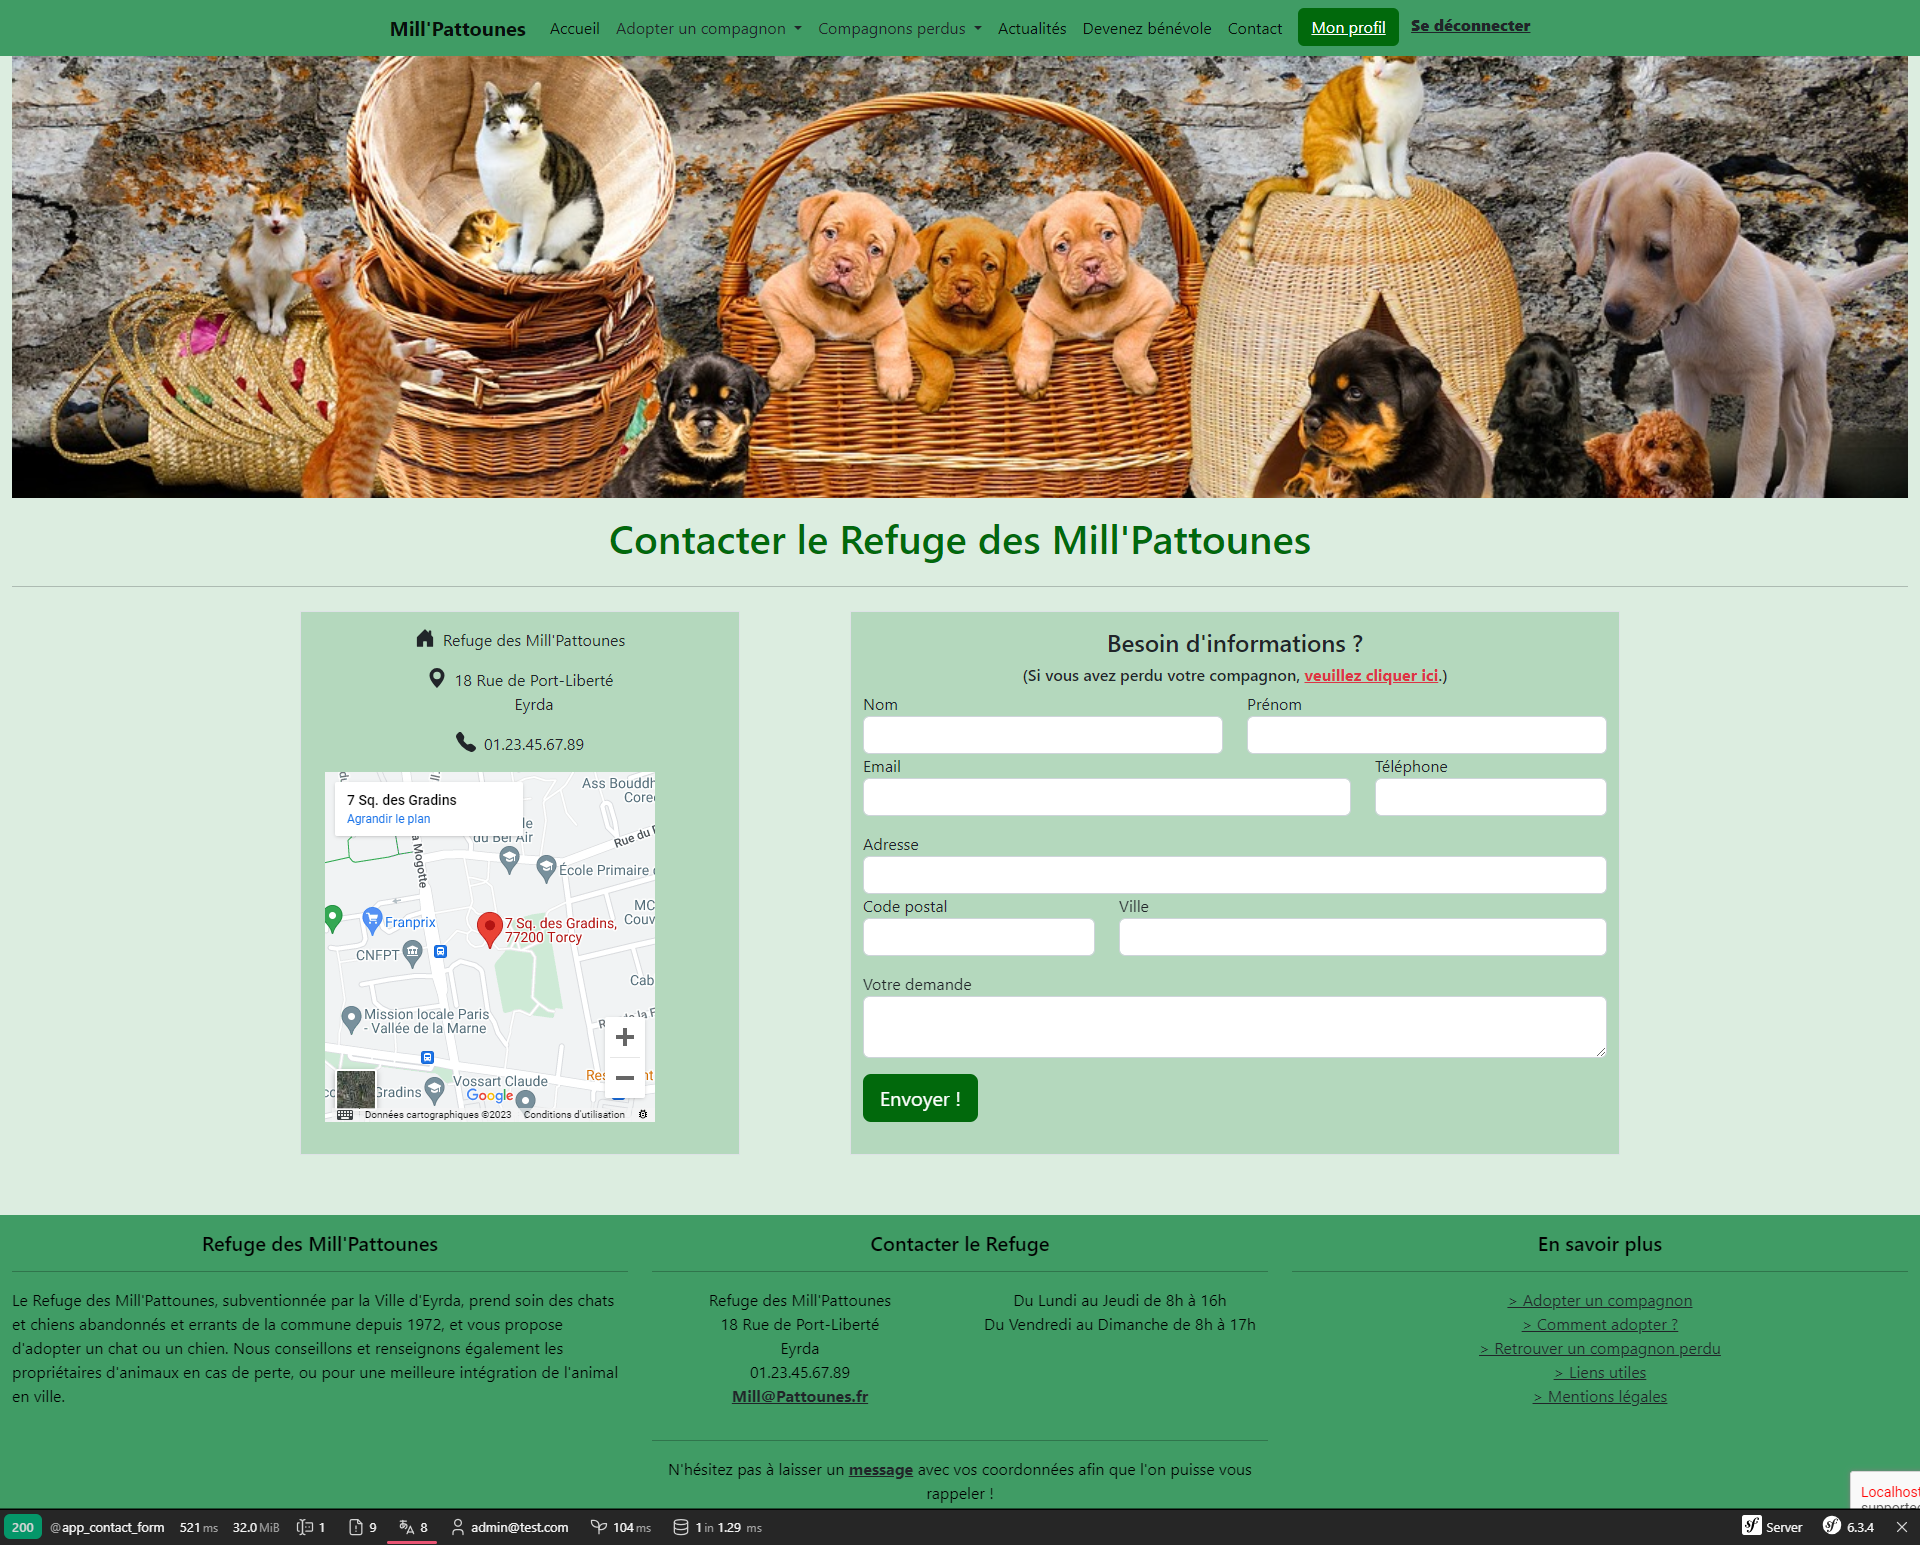 Mill'Pattounes Accueil Adopter un compagnon Compagnons perdus Actualités Devenez bénévole Contact Mon profil Se déconnecter
Contacter le Refuge des Mill'Pattounes
Refuge des Mill'Pattounes
18 Rue de Port-Liberté
Eyrda
01.23.45.67.89
7 Sq. des Gradins
Agrandir le plan
Ass Bouddh
Coree
du Bel Air
Rue du F
Mogotte
École Primaire
MC
Couv
Franprix
7 Sq. des Gradins,
77200 Torcy
CNFPT
Cab
Mission locale Paris
- Vallée de la Marne
Gradins
Vossart Claude
Google
Données cartographiques ©2023 Conditions d'utilisation
Besoin d'informations ?
(Si vous avez perdu votre compagnon, veuillez cliquer ici.)
Nom Prénom
Email Téléphone
Adresse
Code postal Ville
Votre demande
Envoyer !
Refuge des Mill'Pattounes
Le Refuge des Mill'Pattounes, subventionnée par la Ville d'Eyrda, prend soin des chats
et chiens abandonnés et errants de la commune depuis 1972, et vous propose
d'adopter un chat ou un chien. Nous conseillons et renseignons également les
propriétaires d'animaux en cas de perte, ou pour une meilleure intégration de l'animal
en ville.
Contacter le Refuge
Refuge des Mill'Pattounes
18 Rue de Port-Liberté
Eyrda
01.23.45.67.89
Mill@Pattounes.fr
Du Lundi au Jeudi de 8h à 16h
Du Vendredi au Dimanche de 8h à 17h
N'hésitez pas à laisser un message avec vos coordonnées afin que l'on puisse vous
rappeler !
En savoir plus
> Adopter un compagnon
> Comment adopter ?
> Retrouver un compagnon perdu
> Liens utiles
> Mentions légales
Localhost
200 @app_contact_form 521 ms 32.0 MiB 1 9 8 admin@test.com 104 ms 1 in 1.29 ms Server 6.3.4